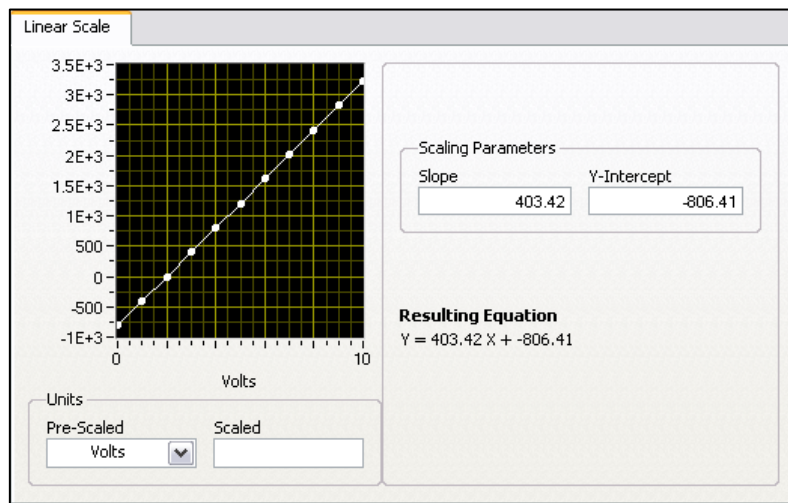 Linear Scale
3.5E+3
3E+3
2.5E+3
2E+3
1.5E+3
1E+3
500
0
-500
-1E+3
0 10
Volts
Units
Pre-Scaled Scaled
Volts
Scaling Parameters
Slope Y-Intercept
403.42 -806.41
Resulting Equation
Y = 403.42 X + -806.41